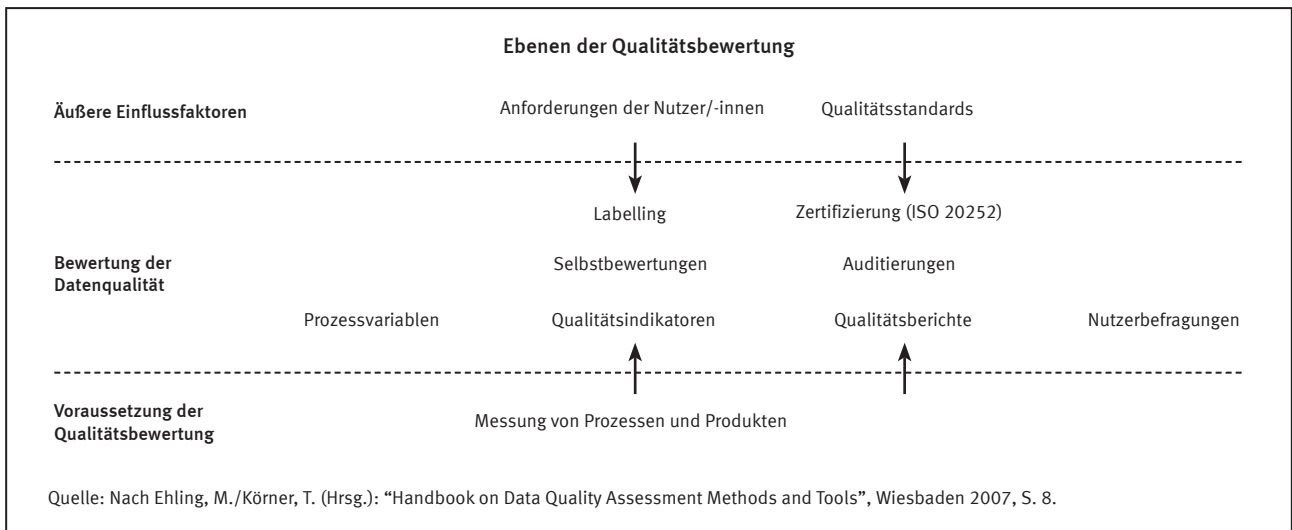 Ebenen der Qualitätsbewertung
Äußere Einflussfaktoren
Anforderungen der Nutzer/-innen
Qualitätsstandards
Labelling
Zertifizierung (ISO 20252)
Bewertung der
Datenqualität
Selbstbewertungen
Auditierungen
Prozessvariablen
Qualitätsindikatoren
Qualitätsberichte
Nutzerbefragungen
Voraussetzung der
Qualitätsbewertung
Messung von Prozessen und Produkten
Quelle: Nach Ehling, M./Körner, T. (Hrsg.): “Handbook on Data Quality Assessment Methods and Tools”, Wiesbaden 2007, S. 8.